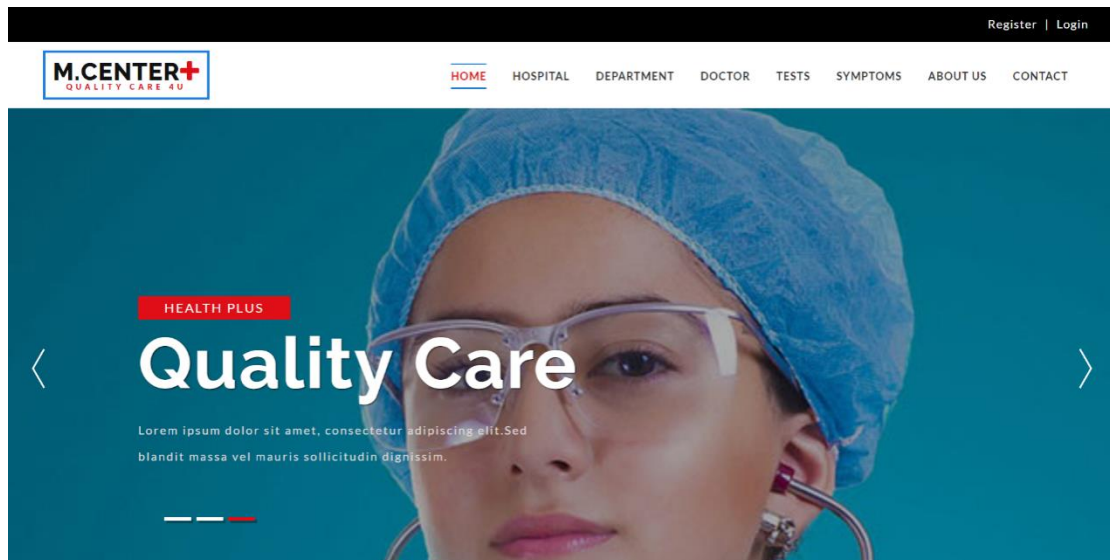 Register | Login
M.CENTER+
QUALITY CARE 4U
HOME HOSPITAL DEPARTMENT DOCTOR TESTS SYMPTOMS ABOUT US CONTACT
HEALTH PLUS
Quality Care
Lorem ipsum dolor sit amet, consectetur adipiscing elit.Sed
blandit massa vel mauris sollicitudin dignissim.